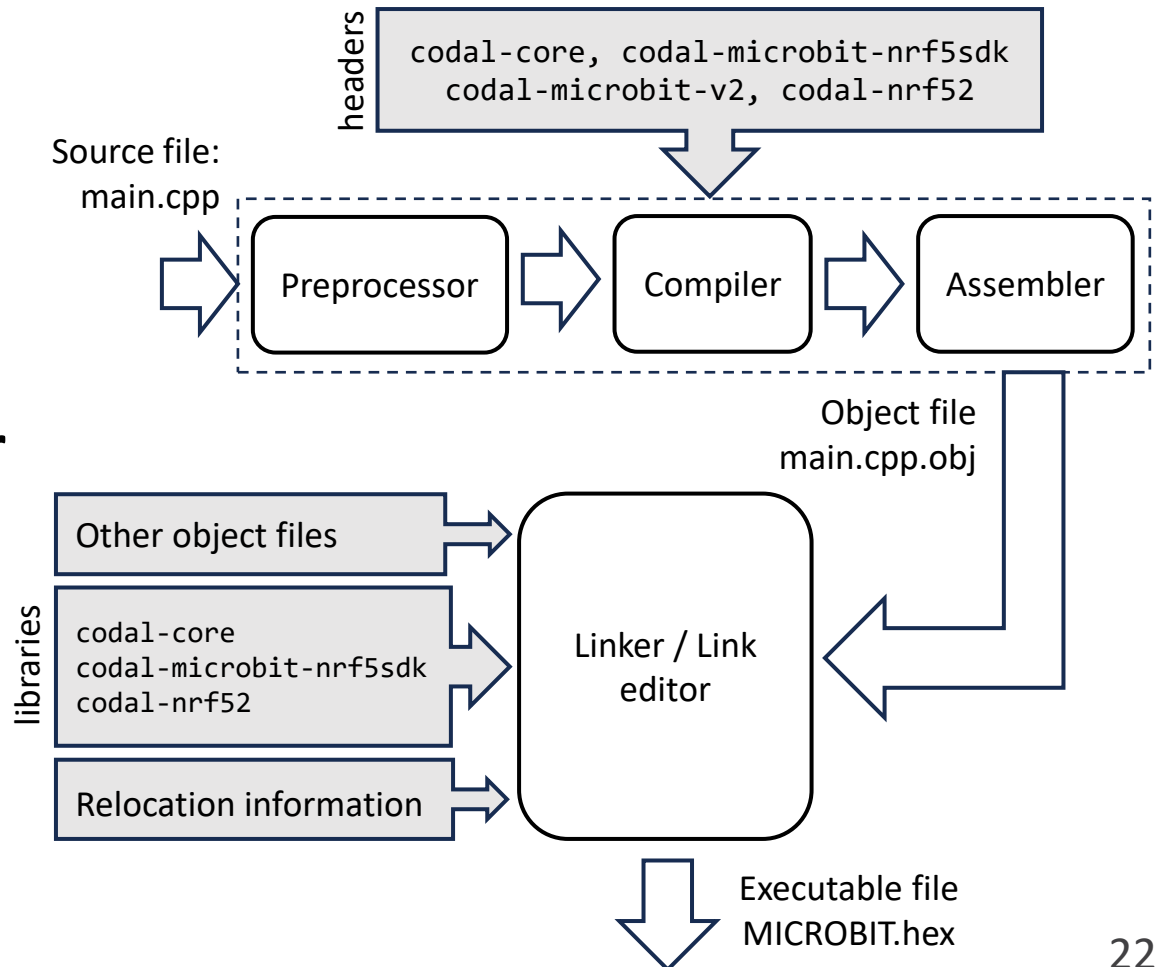 headers
codal-core, codal-microbit-nrf5sdk
codal-microbit-v2, codal-nrf52
Source file:
main.cpp
Preprocessor
Compiler
Assembler
Object file
main.cpp.obj
Other object files
libraries
codal-core
codal-microbit-nrf5sdk
codal-nrf52
Relocation information
Linker / Link
editor
Executable file
MICROBIT.hex
22